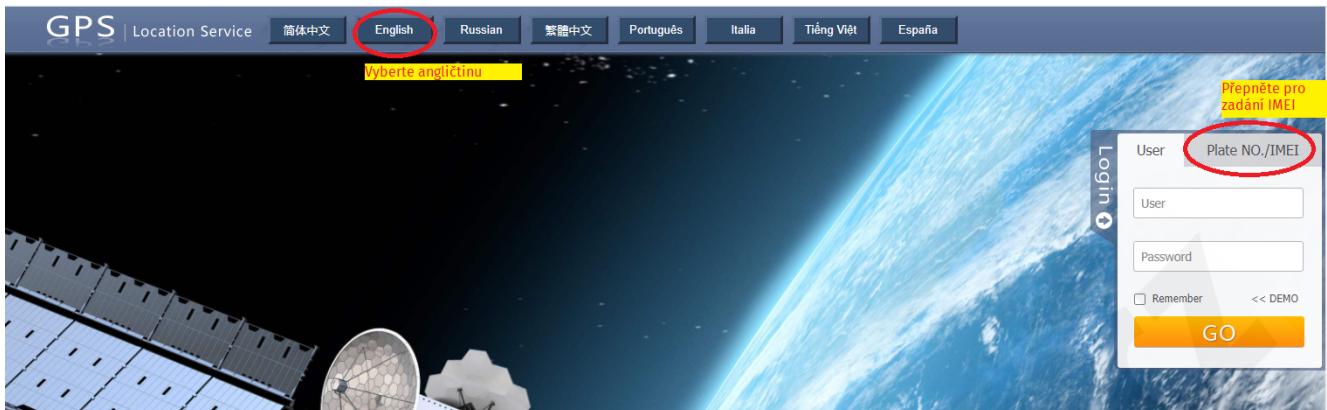 GPS | Location Service 简体中文 English Russian 繁體中文 Português Italia Tiếng Việt España
Vyberte angličtinu
Přepněte pro
zadání IMEI
Login
User Plate NO./IMEI
User
Password
Remember << DEMO
GO